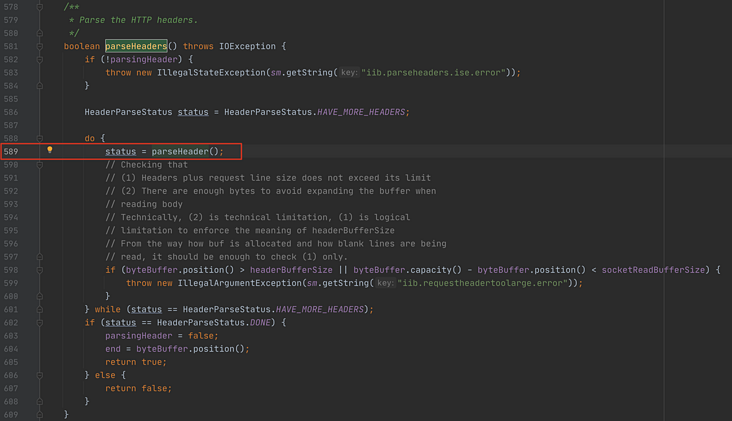 578 /**
579 * Parse the HTTP headers.
580 */
581 boolean parseHeaders() throws IOException {
582 if (!parsingHeader) {
583 throw new IllegalStateException(sm.getString( key: "iib.parseheaders.ise.error"));
584 }
585
586 HeaderParseStatus status = HeaderParseStatus.HAVE_MORE_HEADERS;
587
588 do {
589 status = parseHeader();
590 // Checking that
591 // (1) Headers plus request line size does not exceed its limit
592 // (2) There are enough bytes to avoid expanding the buffer when
593 // reading body
594 // Technically, (2) is technical limitation, (1) is logical
595 // limitation to enforce the meaning of headerBufferSize
596 // From the way how buf is allocated and how blank lines are being
597 // read, it should be enough to check (1) only.
598 if (byteBuffer.position() > headerBufferSize || byteBuffer.capacity() - byteBuffer.position() < socketReadBufferSize) {
599 throw new IllegalArgumentException(sm.getString( key: "iib.requestheadertoolarge.error"));
600 }
601 } while (status == HeaderParseStatus.HAVE_MORE_HEADERS);
602 if (status == HeaderParseStatus.DONE) {
603 parsingHeader = false;
604 end = byteBuffer.position();
605 return true;
606 } else {
607 return false;
608 }
609 }